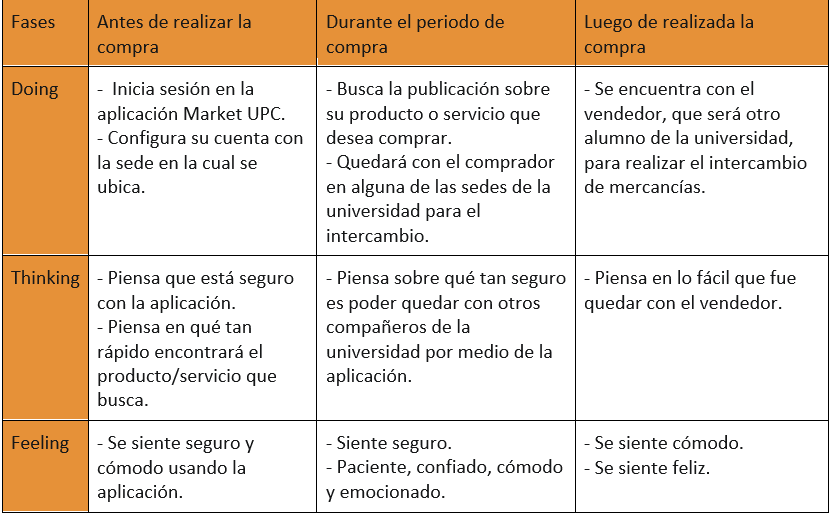 Fases
Antes de realizar la
compra
Durante el periodo de
compra
Luego de realizada la
compra
Doing
- Inicia sesión en la
aplicación Market UPC.
- Configura su cuenta con
la sede en la cual se
ubica.
- Busca la publicación sobre
su producto o servicio que
desea comprar.
- Quedará con el comprador
en alguna de las sedes de la
universidad para el
intercambio.
- Se encuentra con el
vendedor, que será otro
alumno de la universidad,
para realizar el intercambio
de mercancías.
Thinking
- Piensa que está seguro
con la aplicación.
- Piensa en qué tan
rápido encontrará el
producto/servicio que
busca.
- Piensa sobre qué tan seguro
es poder quedar con otros
compañeros de la
universidad por medio de la
aplicación.
- Piensa en lo fácil que fue
quedar con el vendedor.
Feeling
- Se siente seguro y
cómodo usando la
aplicación.
- Siente seguro.
- Paciente, confiado, cómodo
y emocionado.
- Se siente cómodo.
- Se siente feliz.